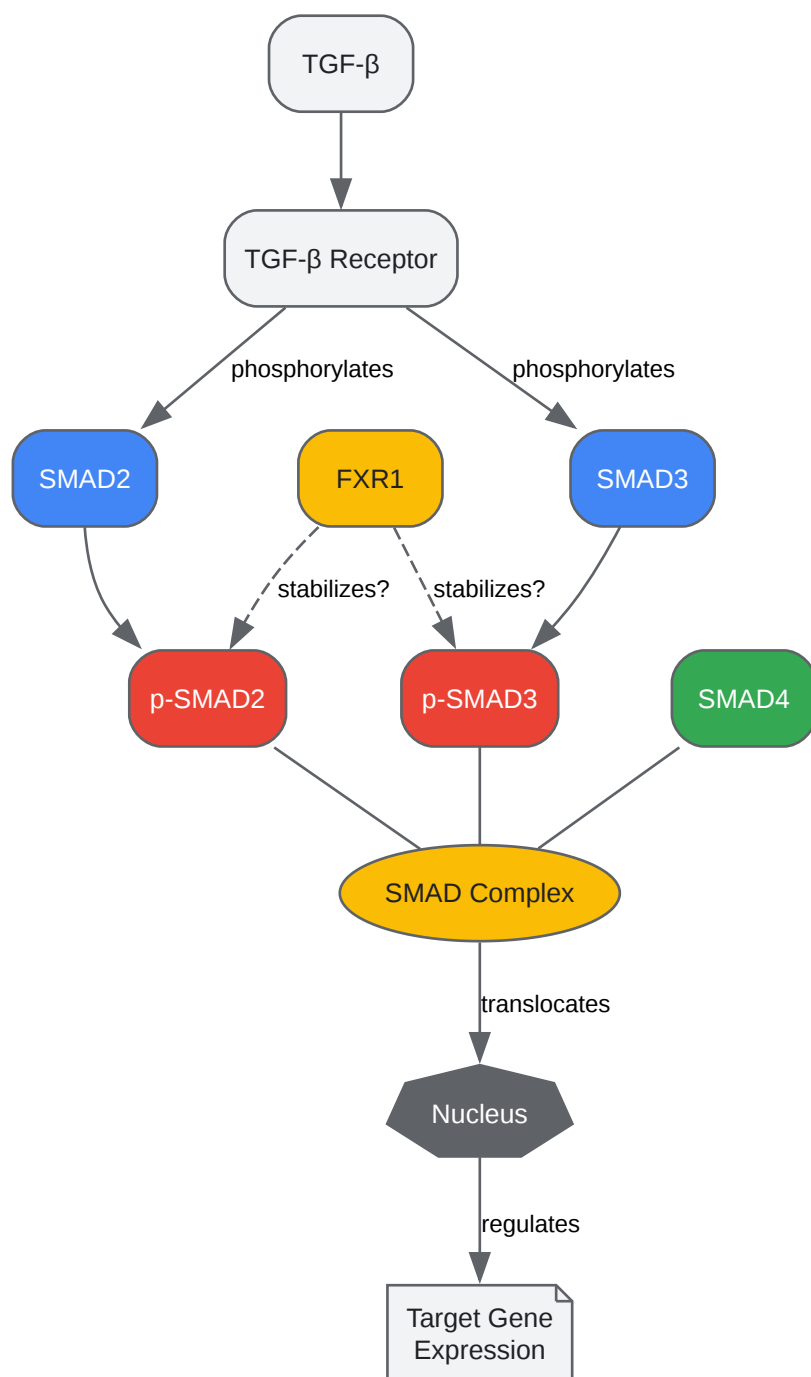 TGF-β
TGF-β Receptor
phosphorylates
phosphorylates
SMAD2
FXR1
SMAD3
stabilizes?
stabilizes?
p-SMAD2
p-SMAD3
SMAD4
SMAD Complex
translocates
Nucleus
regulates
Target Gene
Expression